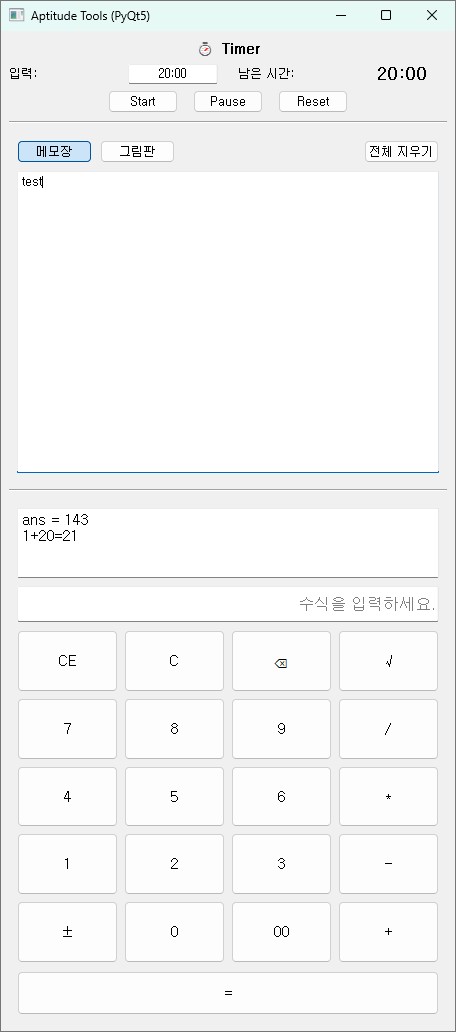 Aptitude Tools (PyQt5)
Timer
입력: 20:00 남은 시간: 20:00
Start Pause Reset
메모장 그림판 전체 지우기
test
ans = 143
1+20=21
수식을 입력하세요.
CE C ⌫ √
7 8 9 /
4 5 6 *
1 2 3 -
± 0 00 +
=